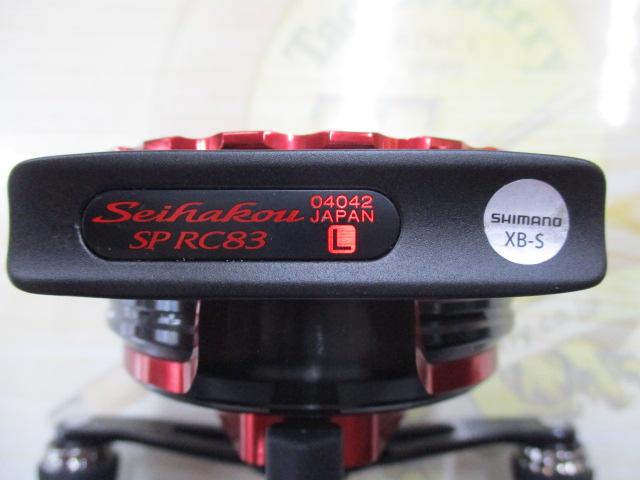 Seihakou
SP RC83
04042
JAPAN
L
SHIMANO
XB-S